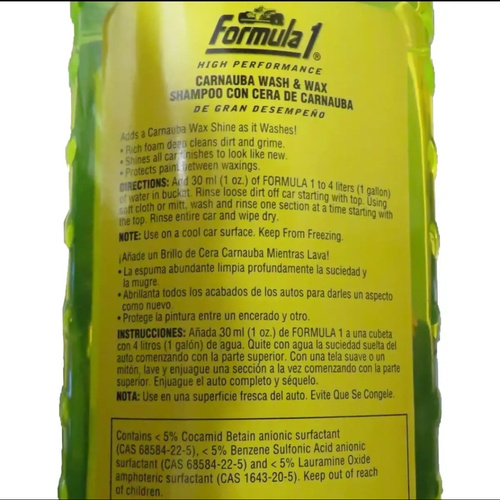 Formula 1®
HIGH PERFORMANCE
CARNAUBA WASH & WAX
SHAMPOO CON CERA DE CARNAUBA
DE GRAN DESEMPEÑO
Adds a Carnauba Wax Shine as it Washes!
• Rich foam deep cleans dirt and grime.
• Shines all car finishes to look like new.
• Protects paint between waxings.
DIRECTIONS: Add 30 ml (1 oz.) of FORMULA 1 to 4 liters (1 gallon)
of water in bucket. Rinse loose dirt off car starting with top. Using
soft cloth or mitt, wash and rinse one section at a time starting with
the top. Rinse entire car and wipe dry.
NOTE: Use on a cool car surface. Keep From Freezing.
¡Añade un Brillo de Cera Carnauba Mientras Lava!
• La espuma abundante limpia profundamente la suciedad y
la mugre.
• Abrillanta todos los acabados de los autos para darles un aspecto
como nuevo.
• Protege la pintura entre un encerado y otro.
INSTRUCCIONES: Añada 30 ml (1 oz.) de FORMULA 1 a una cubeta
con 4 litros (1 galón) de agua. Quite con agua la suciedad suelta del
auto comenzando con la parte superior. Con una tela suave o un
mitón, lave y enjuague una sección a la vez comenzando con la parte
superior. Enjuague el auto completo y séquelo.
NOTA: Use en una superficie fresca del auto. Evite Que Se Congele.
Contains < 5% Cocamid Betain anionic surfactant
(CAS 68584-22-5), < 5% Benzene Sulfonic Acid anionic
surfactant (CAS 68584-22-5) and < 5% Lauramine Oxide
amphoteric surfactant (CAS 1643-20-5). Keep out of reach
of children.